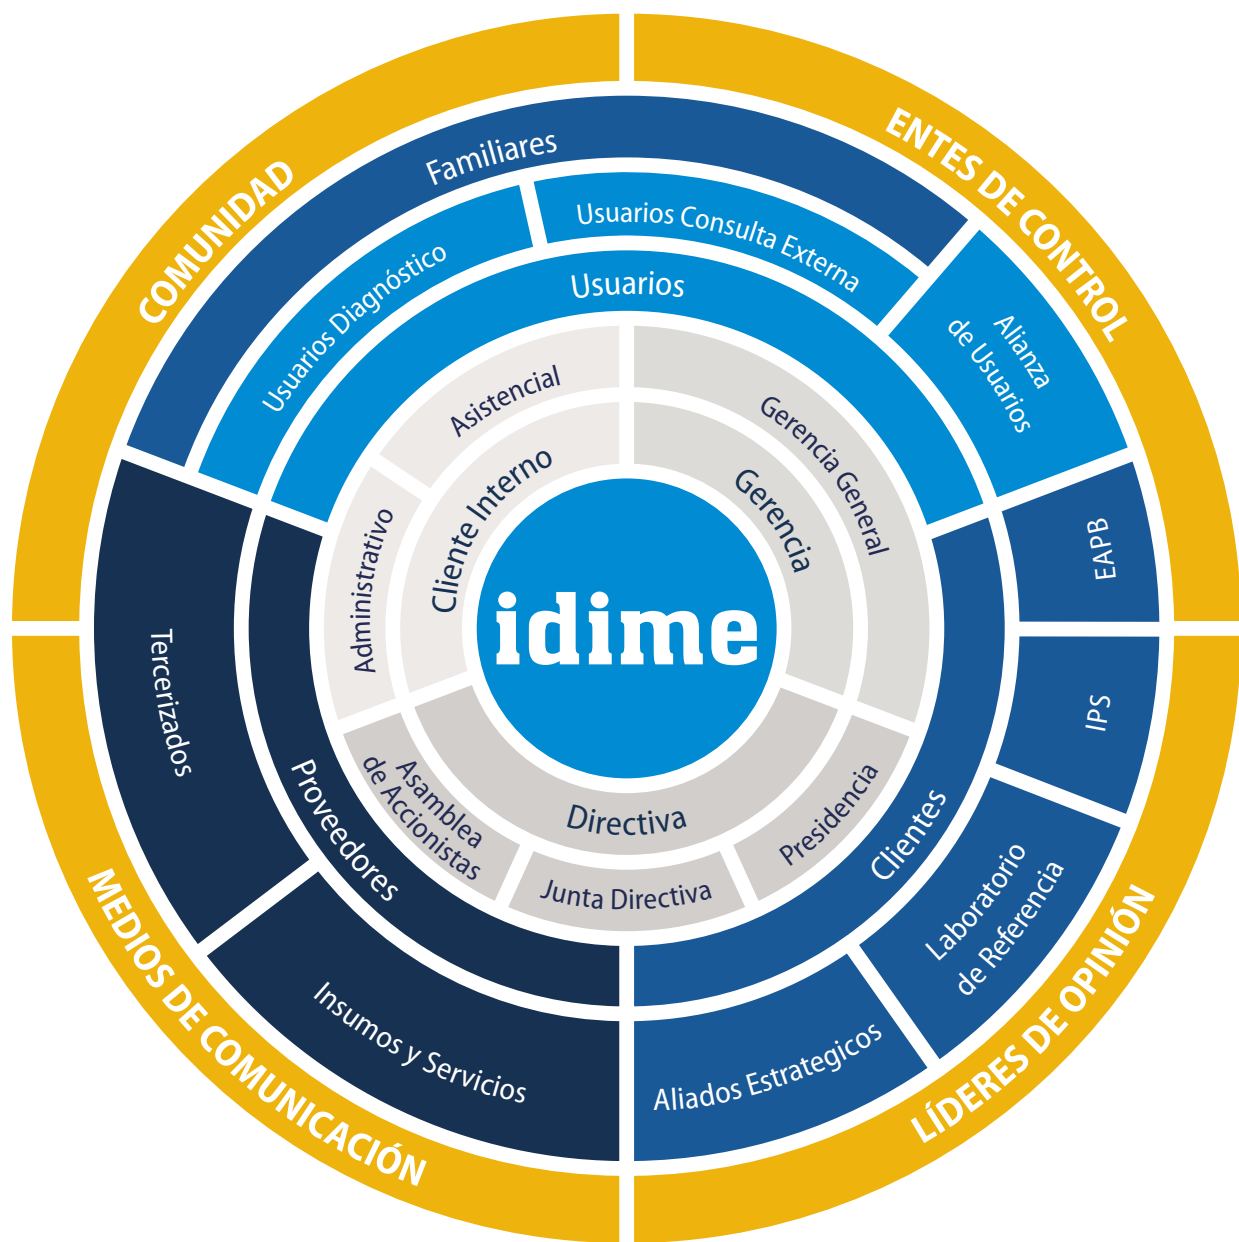 COMUNIDAD
ENTES DE CONTROL
Familiares
Usuarios Diagnóstico
Usuarios Consulta Externa
Usuarios
Alianza
de Usuarios
Asistencial
Administrativo
Cliente Interno
Gerencia General
Gerencia
idime
EAPB
IPS
Tercerizados
Proveedores
Asamblea
de Accionistas
Directiva
Junta Directiva
Presidencia
Clientes
Laboratorio
de Referencia
Insumos y Servicios
Aliados Estrategicos
MEDIOS DE COMUNICACIÓN
LÍDERES DE OPINIÓN